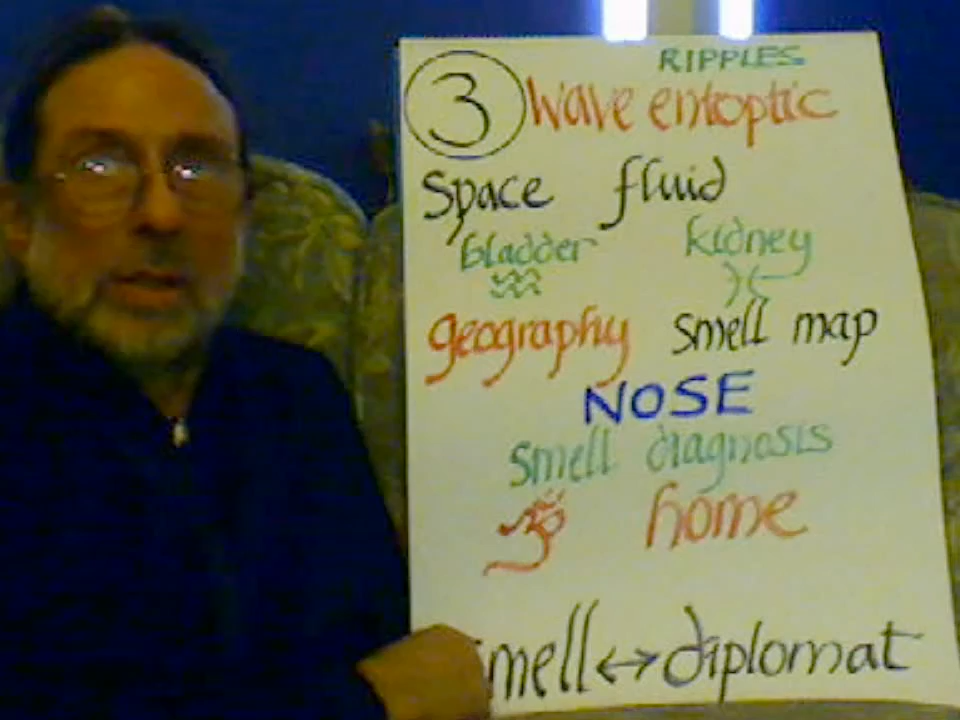 RIPPLES
3 Wave entoptic
space fluid
bladder kidney
geography smell map
NOSE
smell diagnosis
home
smell ↔ diplomat